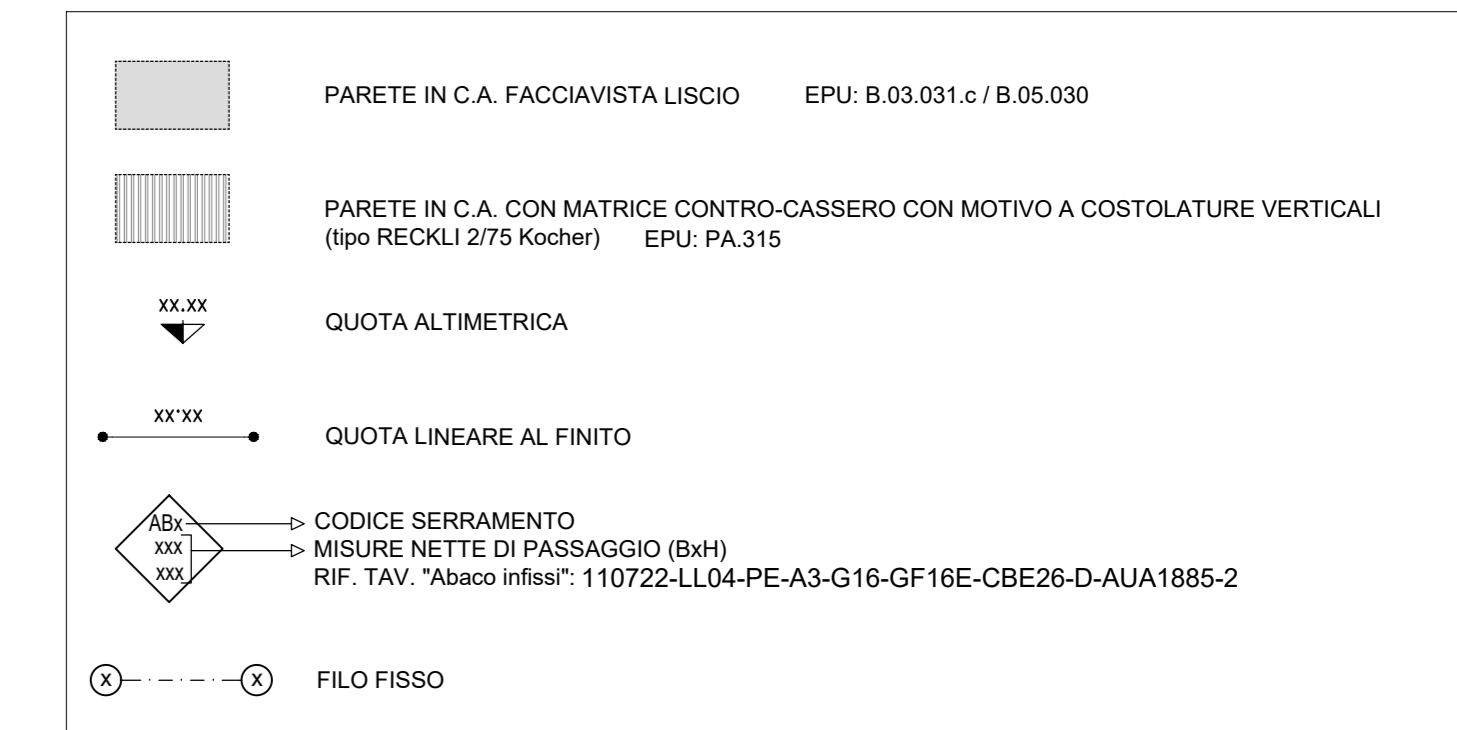 PARETE IN C.A. FACCIAVISTA LISCIO EPU: B.03.031.c / B.05.030
PARETE IN C.A. CON MATRICE CONTRO-CASSERO CON MOTIVO A COSTOLATURE VERTICALI
(tipo RECKLI 2/75 Kocher) EPU: PA.315
xx.xx
QUOTA ALTIMETRICA
xx·xx
QUOTA LINEARE AL FINITO
ABx CODICE SERRAMENTO
xxx MISURE NETTE DI PASSAGGIO (BxH)
xxx RIF. TAV. "Abaco infissi": 110722-LL04-PE-A3-G16-GF16E-CBE26-D-AUA1885-2
X X FILO FISSO